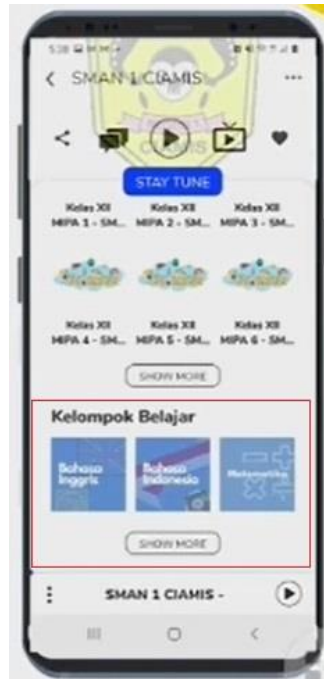 SMAN 1 CIAMIS
STAY TUNE
Kelas XII Kelas XII Kelas XII
MIPA 1 - SM... MIPA 2 - SM... MIPA 3 - SM...
Kelas XII Kelas XII Kelas XII
MIPA 4 - SM... MIPA 5 - SM... MIPA 6 - SM...
SHOW MORE
Kelompok Belajar
Bahasa Bahasa Matematika
Inggris Indonesia
SHOW MORE
SMAN 1 CIAMIS -